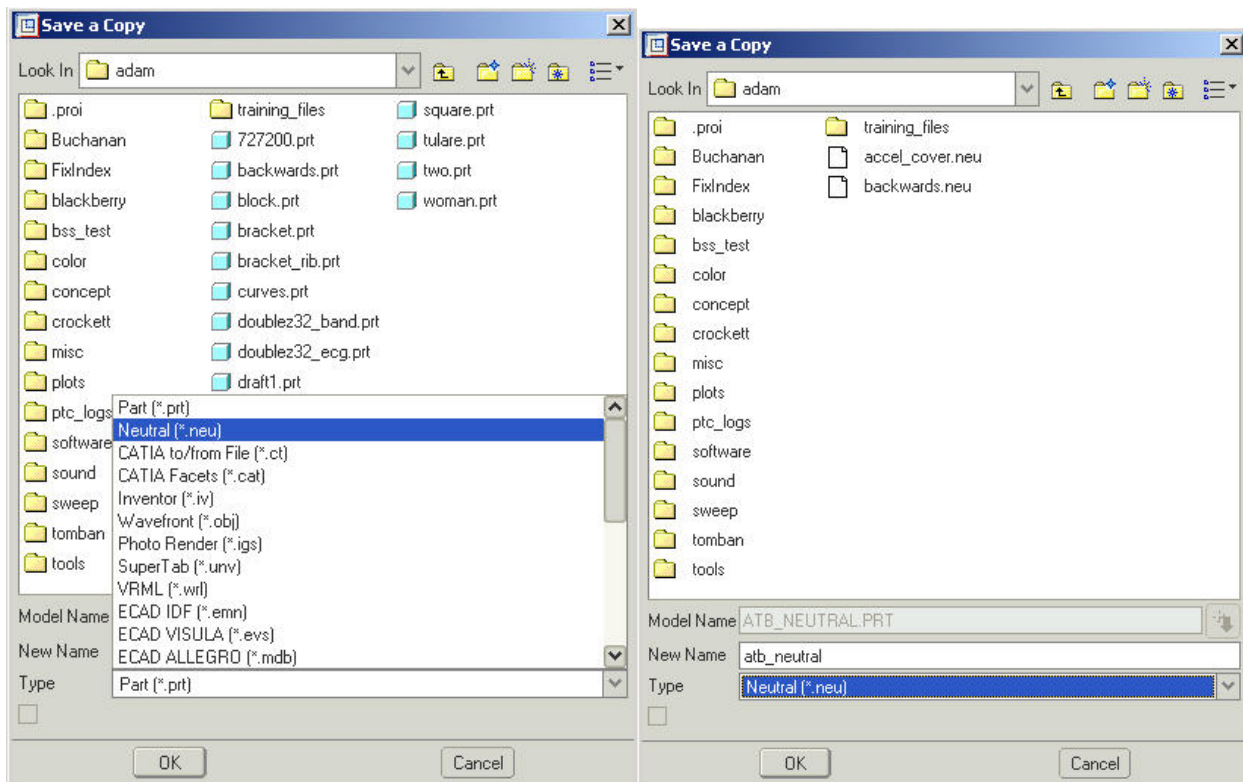 Save a Copy
Look In adam
.proi
Buchanan
FixIndex
blackberry
bss_test
color
concept
crockett
misc
plots
ptc_logs
software
sound
sweep
tomban
tools
training_files
727200.prt
backwards.prt
block.prt
bracket.prt
bracket_rib.prt
curves.prt
doublez32_band.prt
doublez32_ecg.prt
draft1.prt
square.prt
tulare.prt
two.prt
woman.prt
Part (*.prt)
Neutral (*.neu)
CATIA to/from File (*.ct)
CATIA Facets (*.cat)
Inventor (*.iv)
Wavefront (*.obj)
Photo Render (*.igs)
SuperTab (*.unv)
VRML (*.wrl)
ECAD IDF (*.emn)
ECAD VISULA (*.evs)
ECAD ALLEGRO (*.mdb)
Model Name
New Name
Type Part (*.prt)
OK Cancel
Save a Copy
Look In adam
.proi
Buchanan
FixIndex
blackberry
bss_test
color
concept
crockett
misc
plots
ptc_logs
software
sound
sweep
tomban
tools
training_files
accel_cover.neu
backwards.neu
Model Name ATB_NEUTRAL.PRT
New Name atb_neutral
Type Neutral (*.neu)
OK Cancel